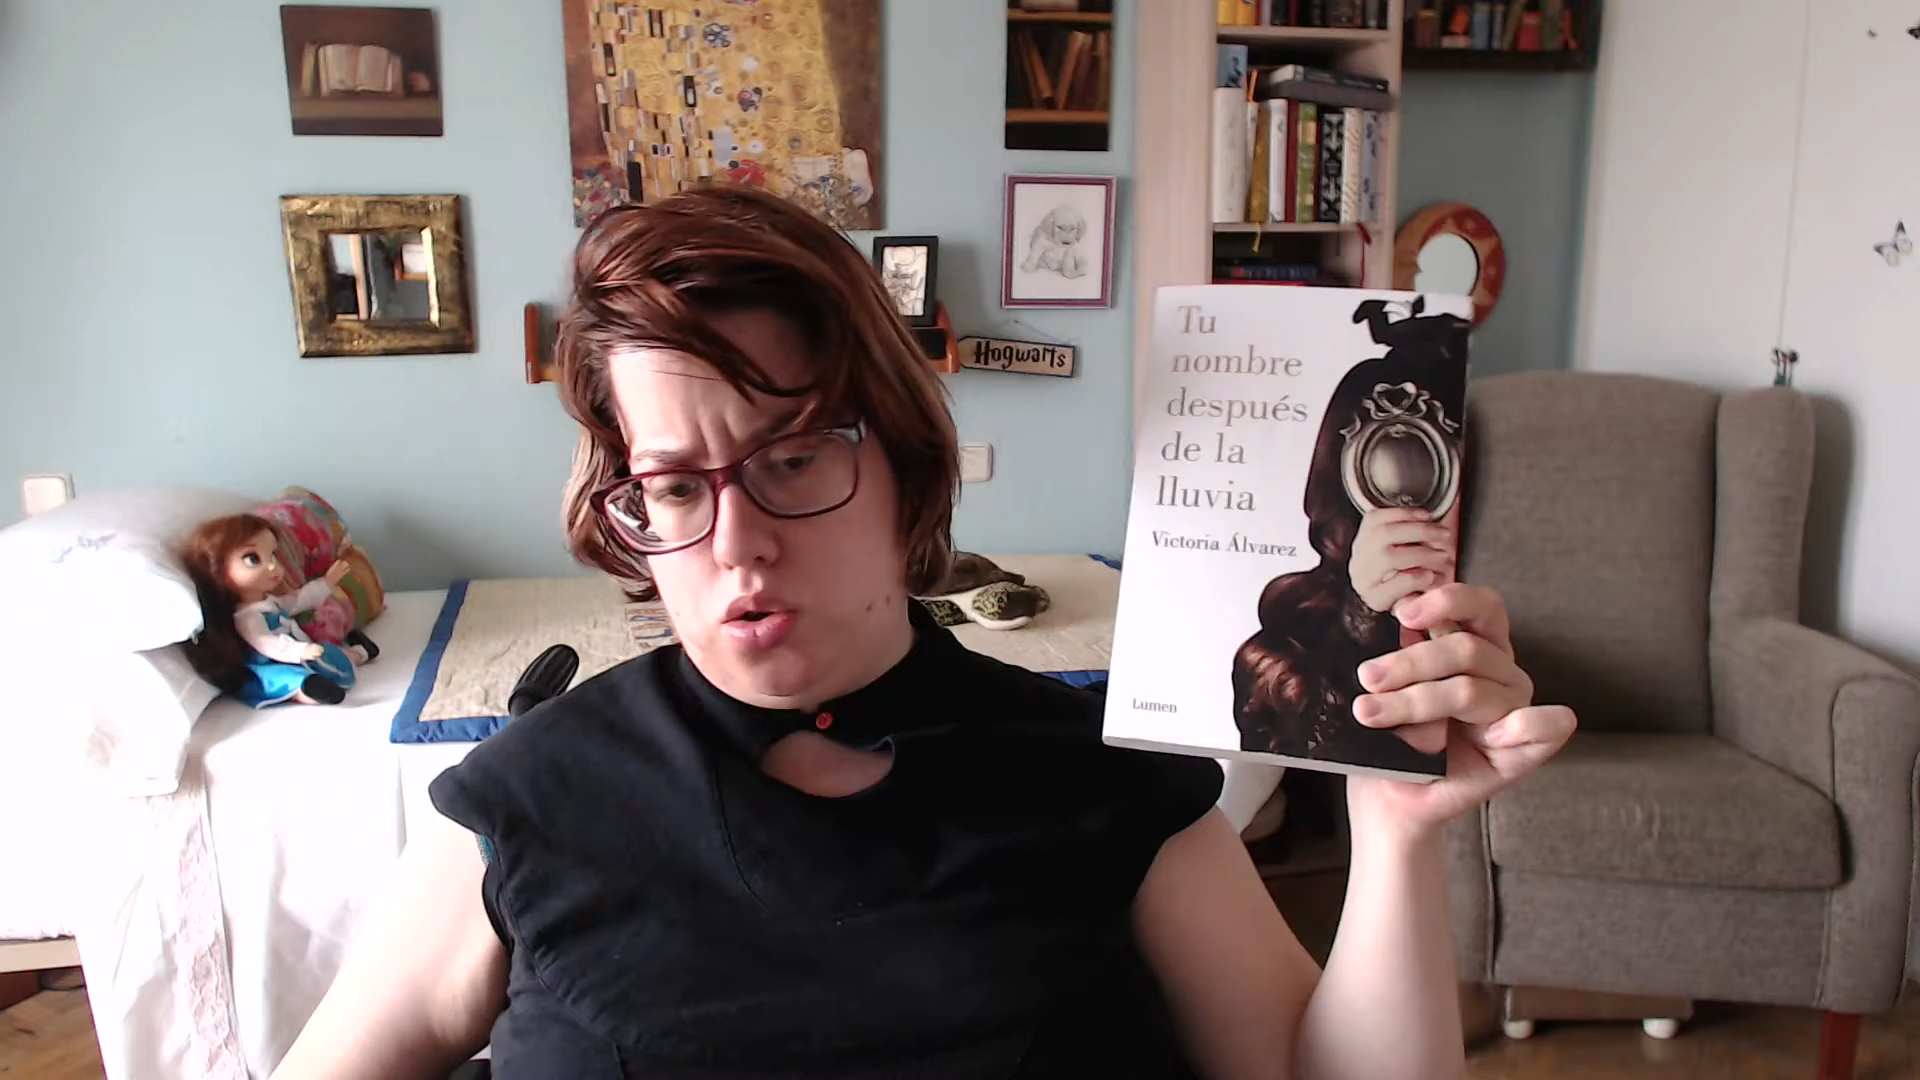 Hogwarts
Tu
nombre
después
de la
lluvia
Victoria Álvarez
Lumen